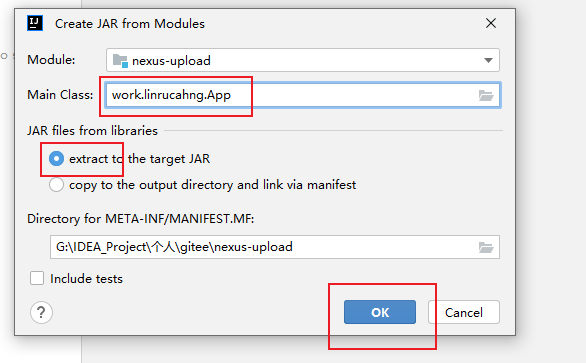 IJ
Create JAR from Modules
Module: nexus-upload
Main Class: work.linrucahng.App
JAR files from libraries
extract to the target JAR
copy to the output directory and link via manifest
Directory for META-INF/MANIFEST.MF:
G:\IDEA_Project\个人\gitee\nexus-upload
Include tests
? OK Cancel